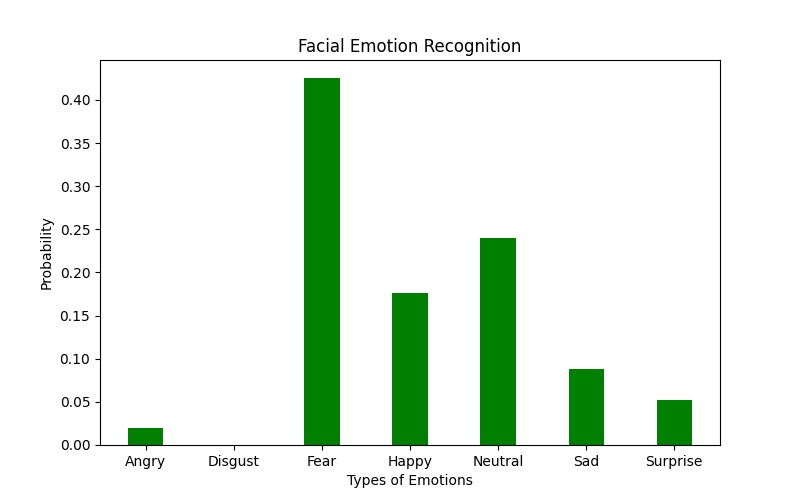 Facial Emotion Recognition
Probability
0.40
0.35
0.30
0.25
0.20
0.15
0.10
0.05
0.00
Angry Disgust Fear Happy Neutral Sad Surprise
Types of Emotions